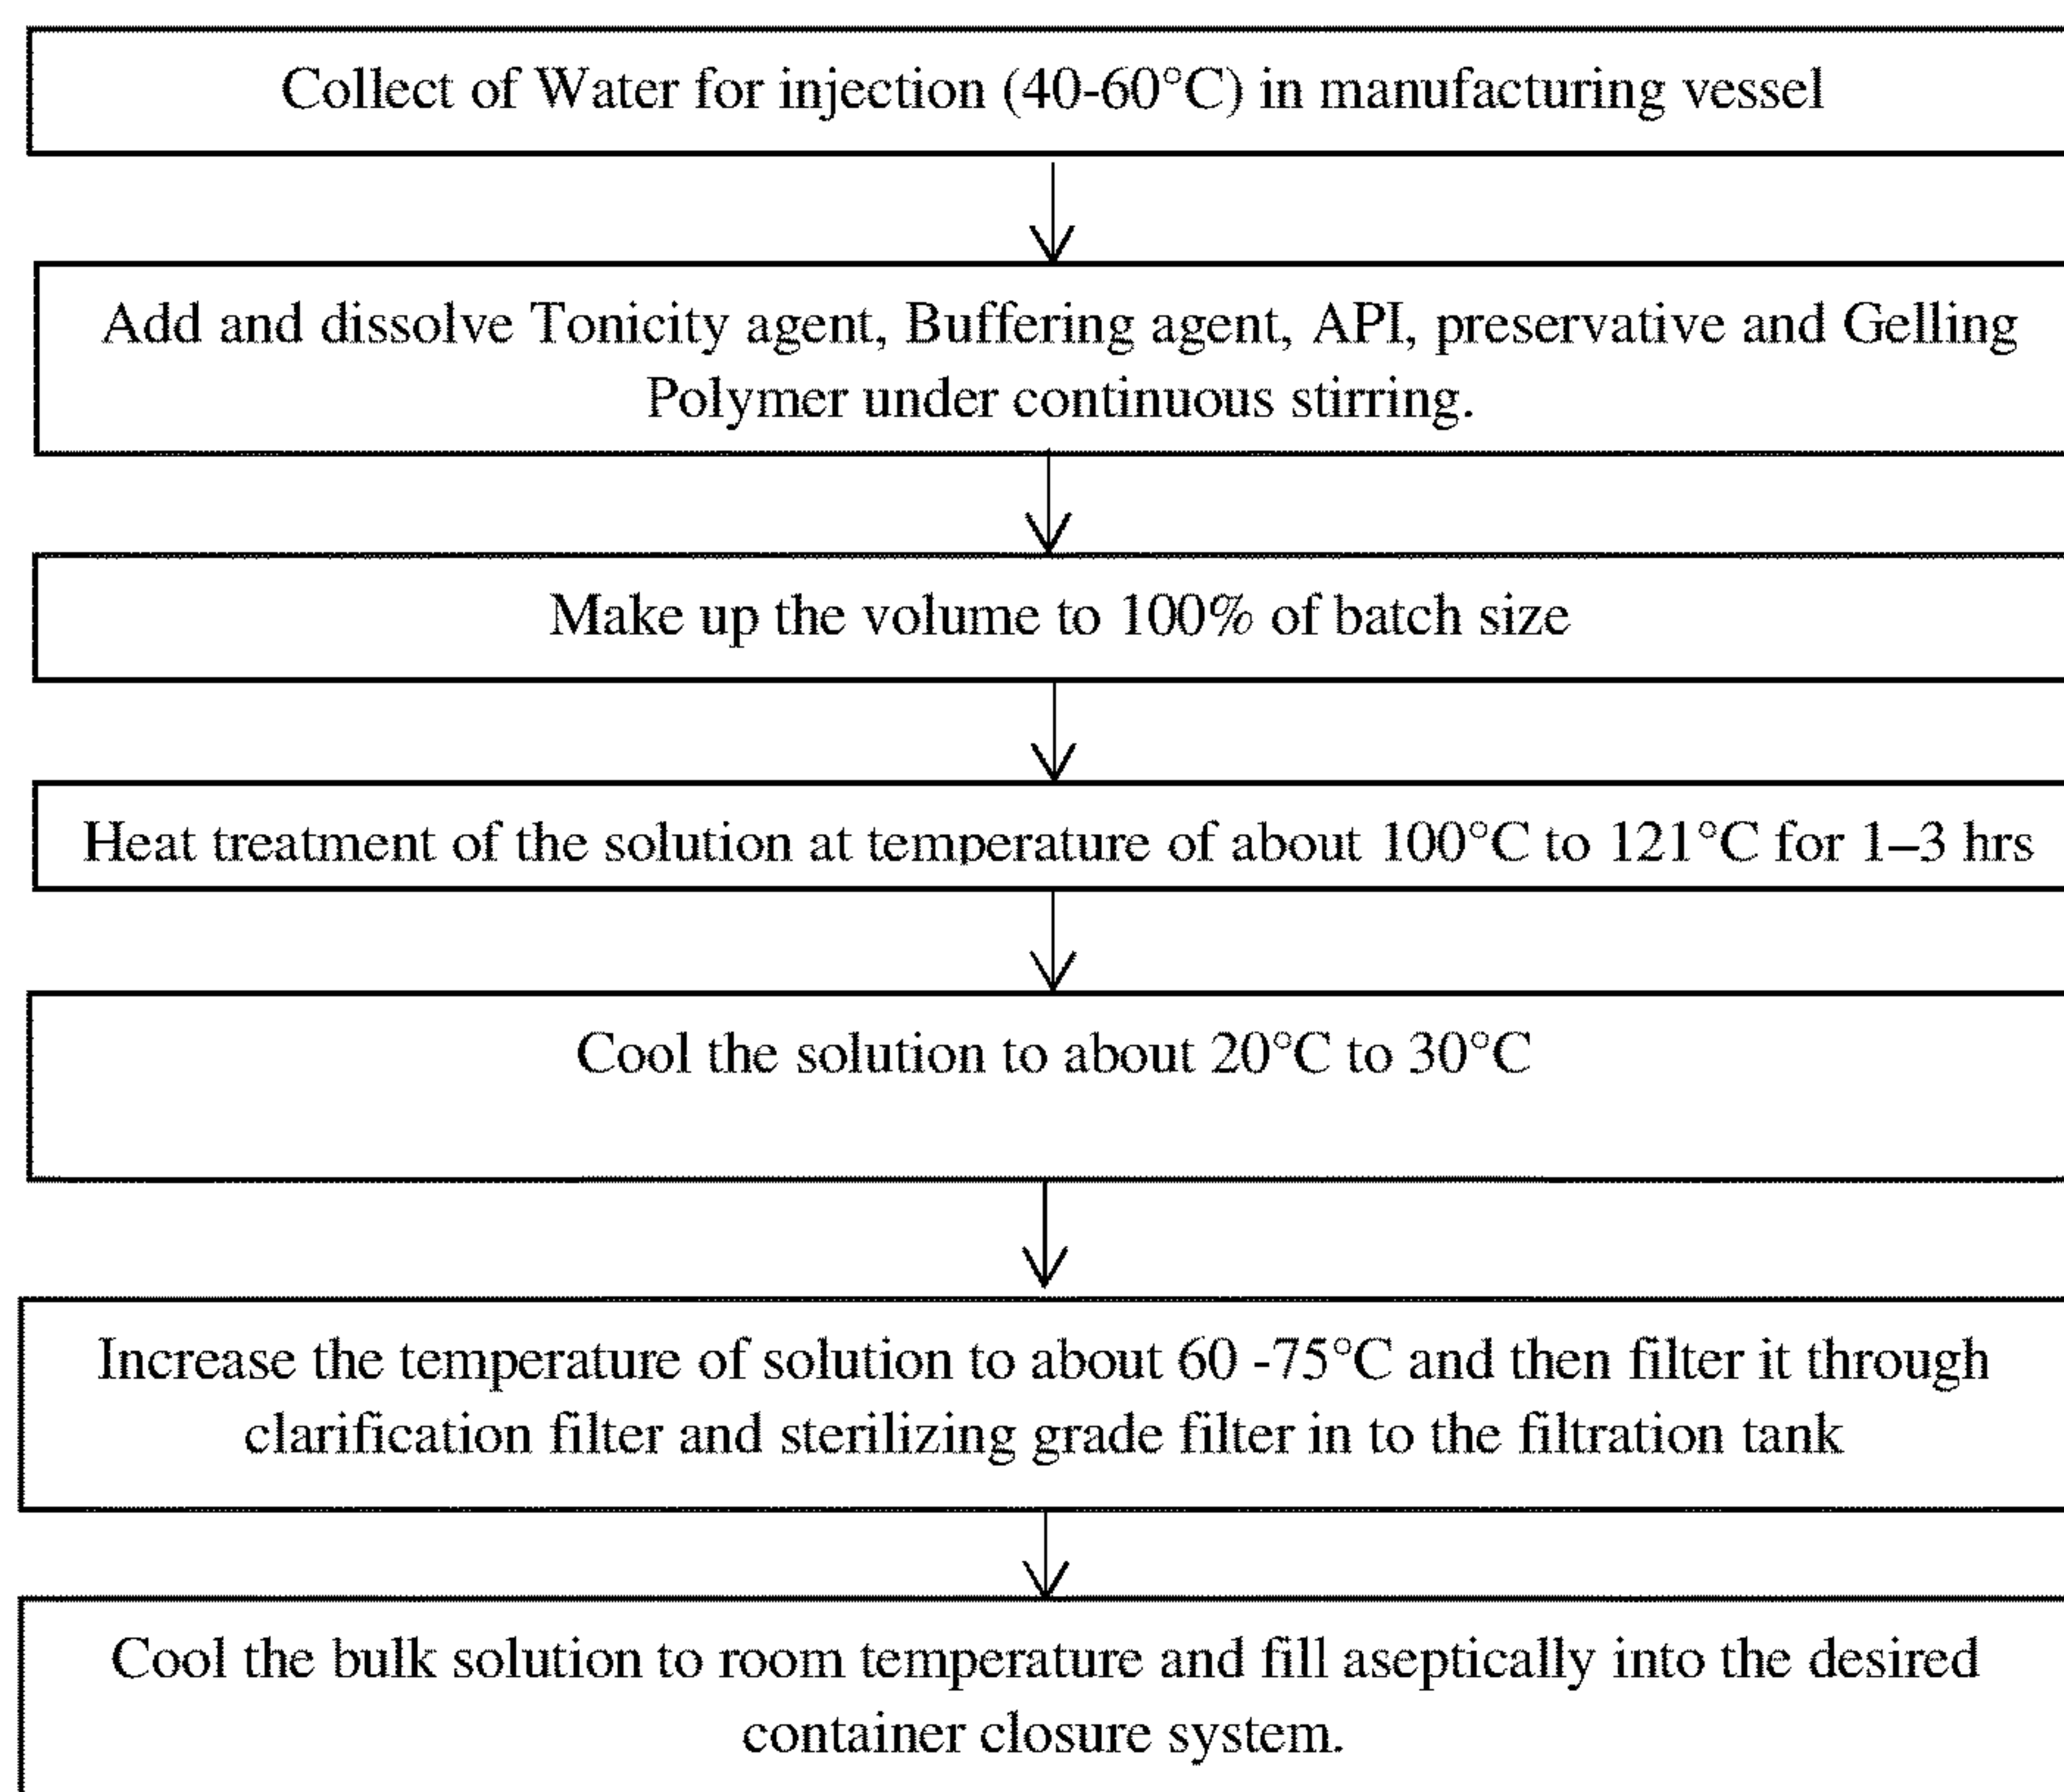 Collect of Water for injection (40-60°C) in manufacturing vessel
Add and dissolve Tonicity agent, Buffering agent, API, preservative and Gelling
Polymer under continuous stirring.
Make up the volume to 100% of batch size
Heat treatment of the solution at temperature of about 100°C to 121°C for 1–3 hrs
Cool the solution to about 20°C to 30°C
Increase the temperature of solution to about 60 -75°C and then filter it through
clarification filter and sterilizing grade filter in to the filtration tank
Cool the bulk solution to room temperature and fill aseptically into the desired
container closure system.